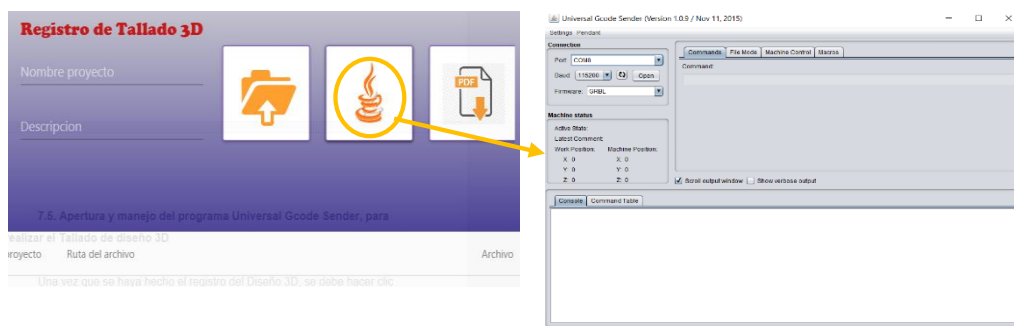 Registro de Tallado 3D
Nombre proyecto
Descripcion
PDF
7.5. Apertura y manejo del programa Universal Gcode Sender, para
realizar el Tallado de diseño 3D
royecto Ruta del archivo Archivo
Una vez que se haya hecho el registro del Diseño 3D, se debe hacer clic
Universal Gcode Sender (Version 1.0.9 / Nov 11, 2015)
Settings Pendant
Connection
Port: COM8
Baud: 115200 Open
Firmware: GRBL
Machine status
Active State:
Latest Comment:
Work Position: Machine Position:
X: 0 X: 0
Y: 0 Y: 0
Z: 0 Z: 0
Commands File Mode Machine Control Macros
Command
Scroll output window Show verbose output
Console Command Table